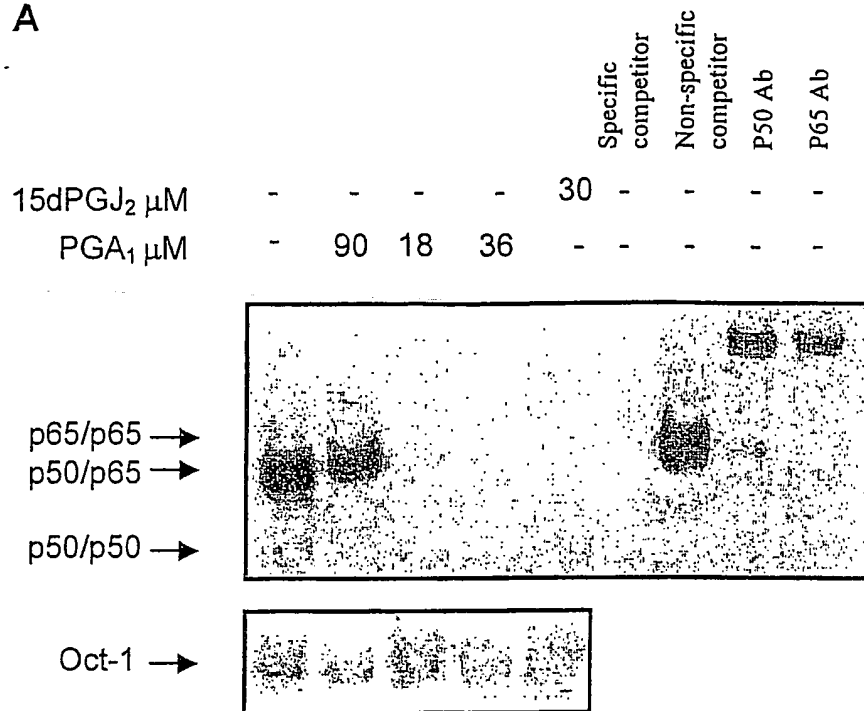 A
Specific
competitor
Non-specific
competitor
P50 Ab
P65 Ab
15dPGJ₂ μM - - - - 30 - - - -
PGA₁ μM - 90 18 36 - - - - -
p65/p65
p50/p65
p50/p50
Oct-1